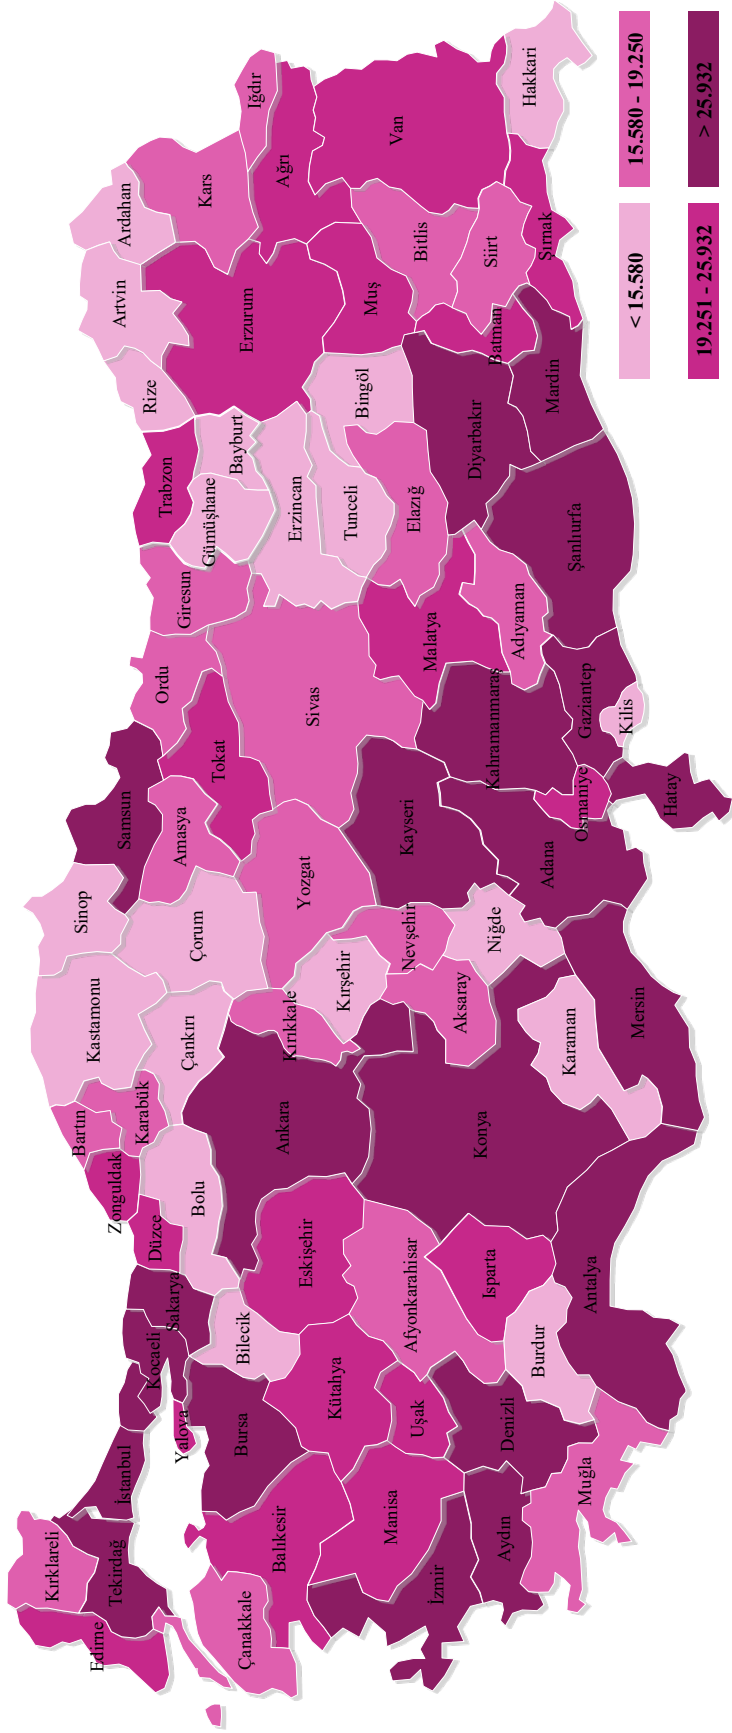 Kırklareli
Edirne
Tekirdağ
İstanbul
Kocaeli
Yalova
Sakarya
Düzce
Zonguldak
Bartın
Karabük
Kastamonu
Sinop
Samsun
Çankırı
Çorum
Amasya
Ordu
Tokat
Giresun
Trabzon
Gümüşhane
Bayburt
Rize
Artvin
Ardahan
Kars
Iğdır
Ağrı
Erzurum
Erzincan
Sivas
Yozgat
Kırıkkale
Ankara
Bolu
Bilecik
Bursa
Çanakkale
Balıkesir
Kütahya
Eskişehir
Kırşehir
Tunceli
Bingöl
Muş
Van
Bitlis
Elazığ
Malatya
Kayseri
Nevşehir
Aksaray
Konya
Afyonkarahisar
Uşak
Manisa
İzmir
Aydın
Denizli
Isparta
Burdur
Muğla
Antalya
Karaman
Mersin
Niğde
Adana
Osmaniye
Kahramanmaraş
Adıyaman
Diyarbakır
Batman
Siirt
Şırnak
Hakkari
Mardin
Şanlıurfa
Gaziantep
Kilis
Hatay
< 15.580
15.580 - 19.250
19.251 - 25.932
> 25.932